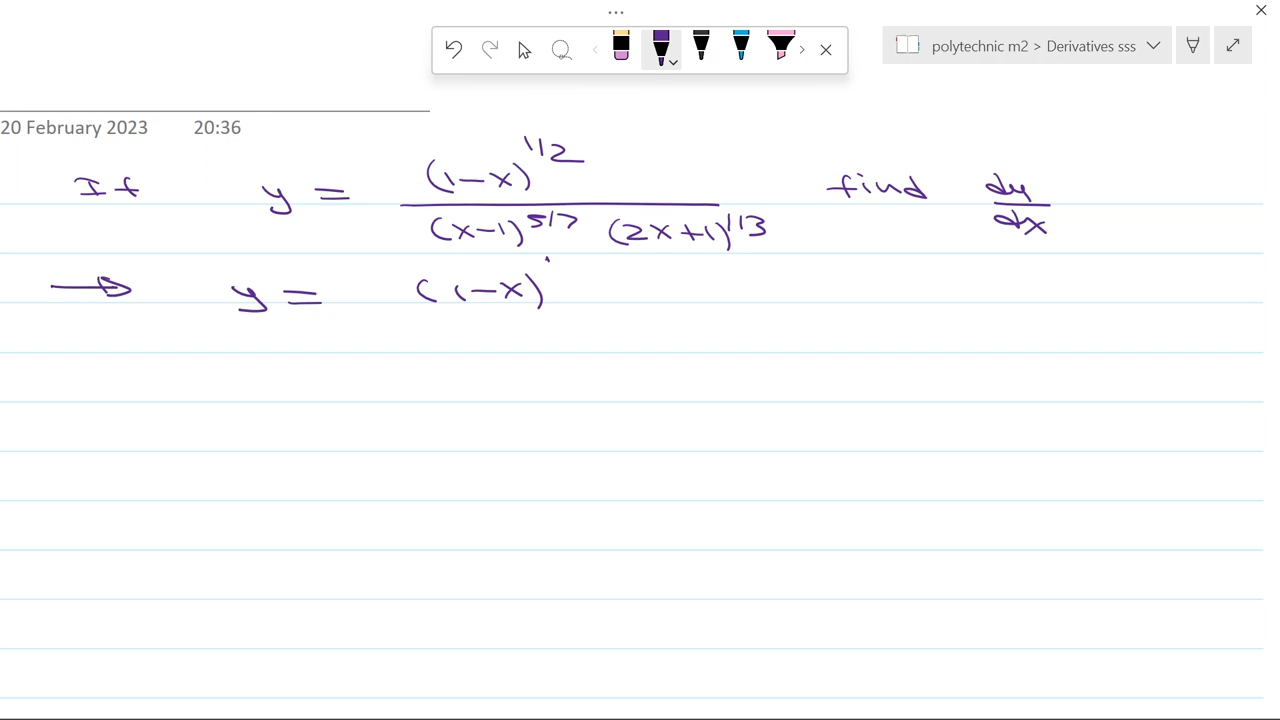 polytechnic m2 > Derivatives sss
20 February 2023 20:36
If y = (1-x)^1/2 / (x-1)^5/7 (2x+1)^1/3 find dy/dx
→ y = (1-x)